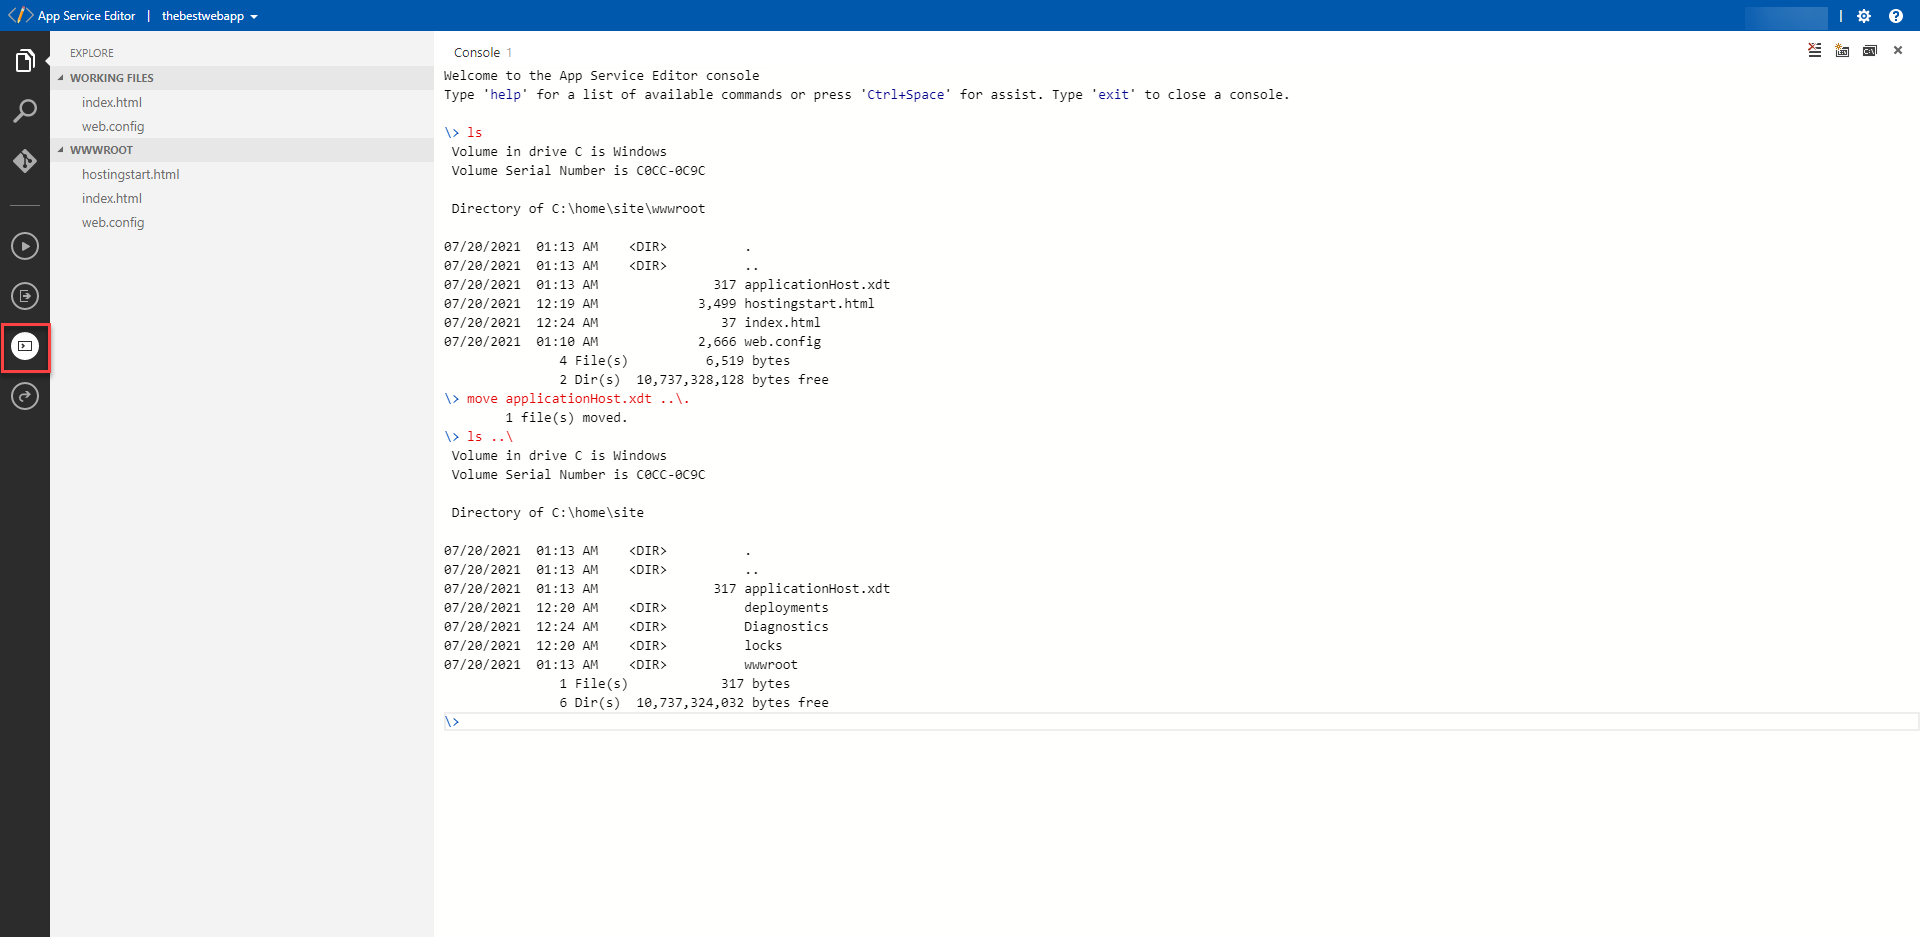 App Service Editor | thebestwebapp
EXPLORE
WORKING FILES
index.html
web.config
WWWROOT
hostingstart.html
index.html
web.config
Console 1
Welcome to the App Service Editor console
Type 'help' for a list of available commands or press 'Ctrl+Space' for assist. Type 'exit' to close a console.
\> ls
Volume in drive C is Windows
Volume Serial Number is C0CC-0C9C
Directory of C:\home\site\wwwroot
07/20/2021  01:13 AM    <DIR>          .
07/20/2021  01:13 AM    <DIR>          ..
07/20/2021  01:13 AM               317 applicationHost.xdt
07/20/2021  12:19 AM             3,499 hostingstart.html
07/20/2021  12:24 AM                37 index.html
07/20/2021  01:10 AM             2,666 web.config
4 File(s)          6,519 bytes
2 Dir(s)  10,737,328,128 bytes free
\> move applicationHost.xdt ..\.
1 file(s) moved.
\> ls ..\
Volume in drive C is Windows
Volume Serial Number is C0CC-0C9C
Directory of C:\home\site
07/20/2021  01:13 AM    <DIR>          .
07/20/2021  01:13 AM    <DIR>          ..
07/20/2021  01:13 AM               317 applicationHost.xdt
07/20/2021  12:20 AM    <DIR>          deployments
07/20/2021  12:24 AM    <DIR>          Diagnostics
07/20/2021  12:20 AM    <DIR>          locks
07/20/2021  01:13 AM    <DIR>          wwwroot
1 File(s)            317 bytes
6 Dir(s)  10,737,324,032 bytes free
\>